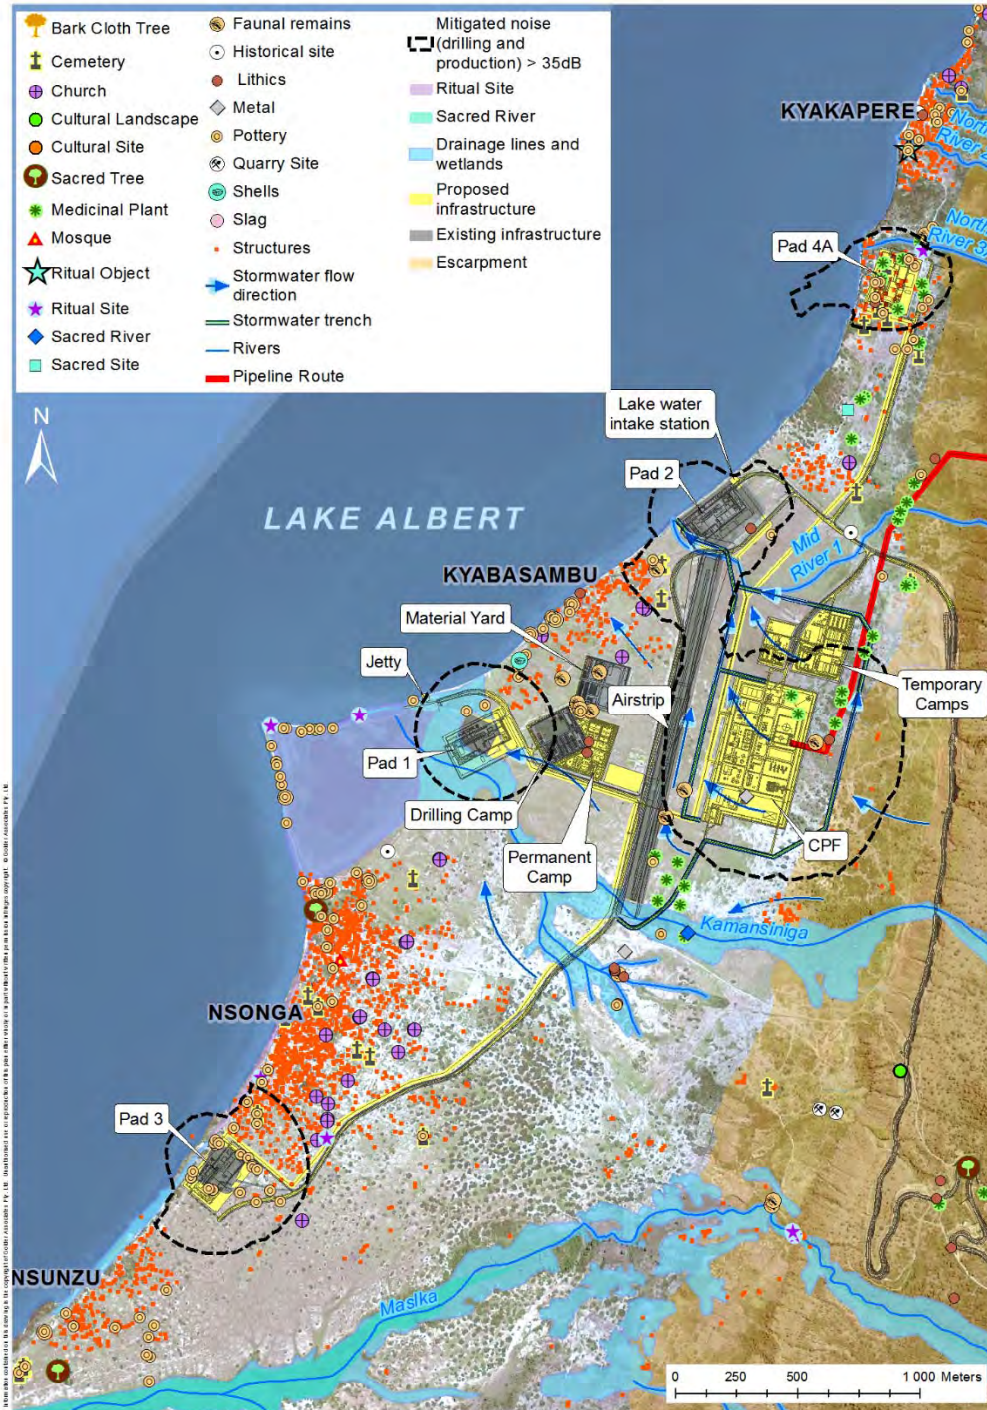 Bark Cloth Tree
Cemetery
Church
Cultural Landscape
Cultural Site
Sacred Tree
Medicinal Plant
Mosque
Ritual Object
Ritual Site
Sacred River
Sacred Site
Faunal remains
Historical site
Lithics
Metal
Pottery
Quarry Site
Shells
Slag
Structures
Stormwater flow
direction
Stormwater trench
Rivers
Pipeline Route
Mitigated noise
(drilling and
production) > 35dB
Ritual Site
Sacred River
Drainage lines and
wetlands
Proposed
infrastructure
Existing infrastructure
Escarpment
N
KYAKAPERE
North
River 2
North
River 3
Pad 4A
Lake water
intake station
Pad 2
LAKE ALBERT
Mid
River 1
KYABASAMBU
Material Yard
Jetty
Airstrip
Temporary
Camps
Pad 1
Drilling Camp
CPF
Permanent
Camp
Kamansiniga
NSONGA
Pad 3
NSUNZU
Masika
0 250 500 1 000 Meters